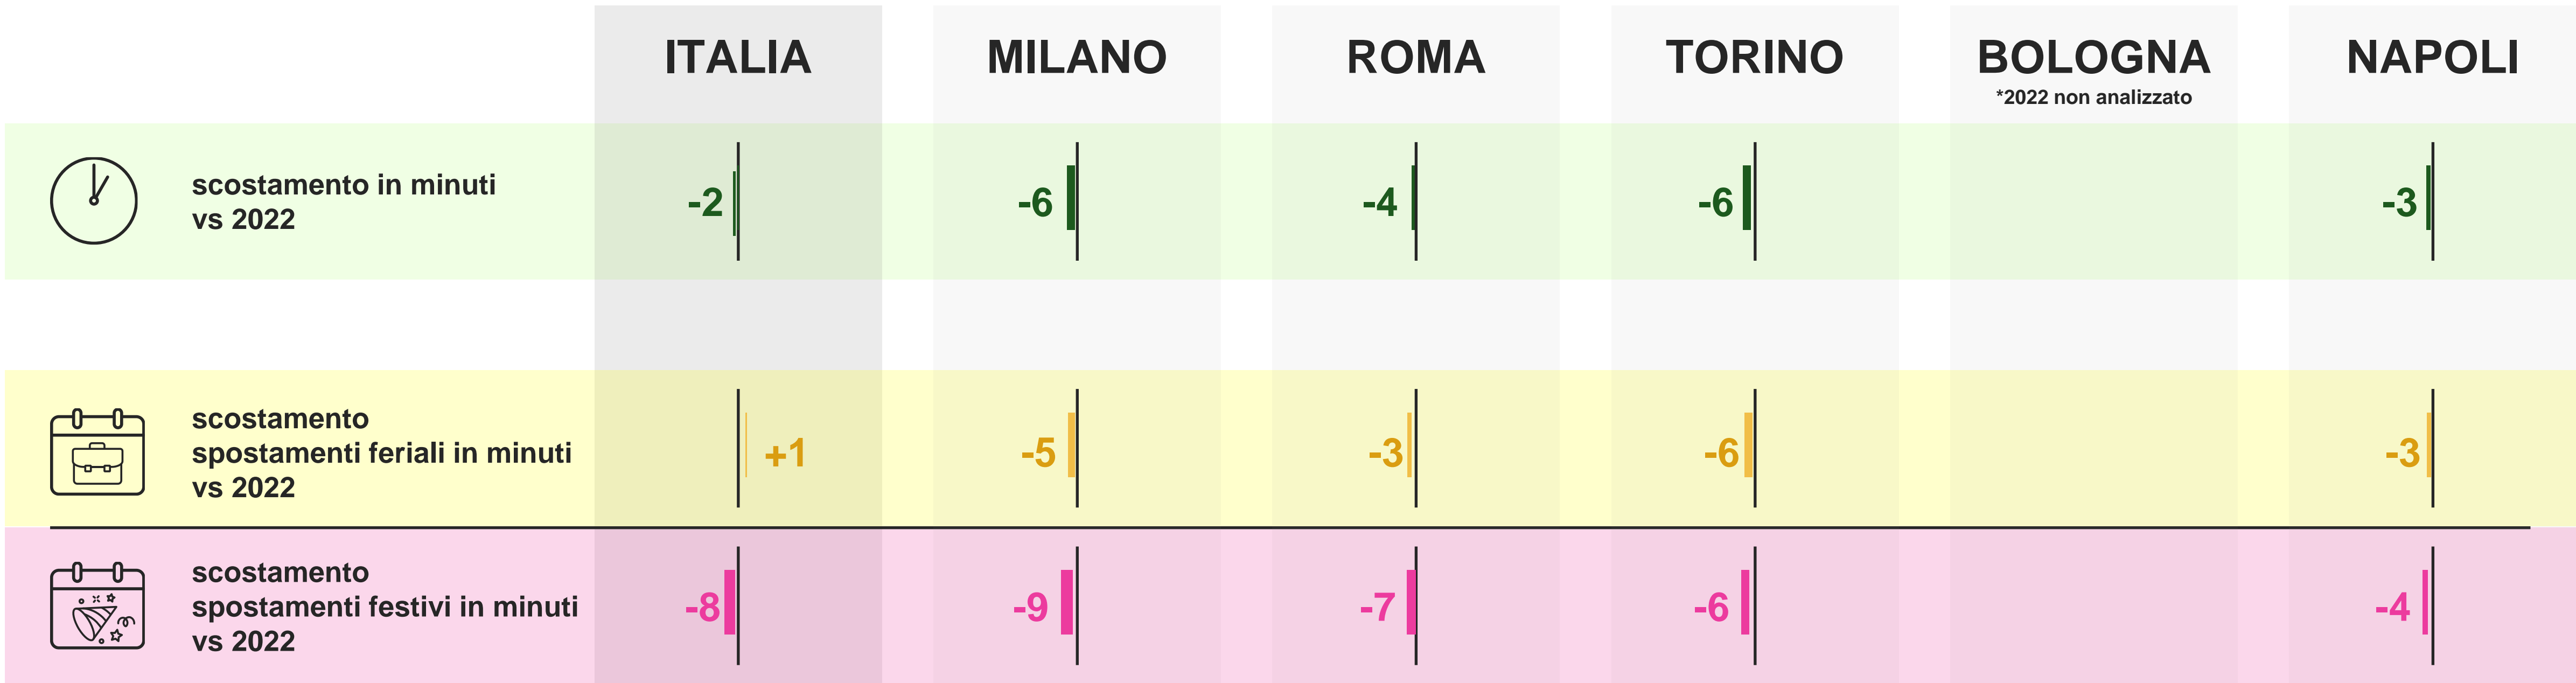 ITALIA MILANO ROMA TORINO BOLOGNA NAPOLI
*2022 non analizzato
scostamento in minuti
vs 2022
-2 -6 -4 -6 -3
scostamento
spostamenti feriali in minuti
vs 2022
+1 -5 -3 -6 -3
scostamento
spostamenti festivi in minuti
vs 2022
-8 -9 -7 -6 -4